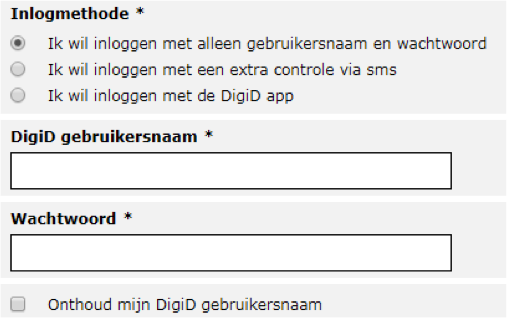 Inlogmethode *
Ik wil inloggen met alleen gebruikersnaam en wachtwoord
Ik wil inloggen met een extra controle via sms
Ik wil inloggen met de DigiD app
DigiD gebruikersnaam *
Wachtwoord *
Onthoud mijn DigiD gebruikersnaam